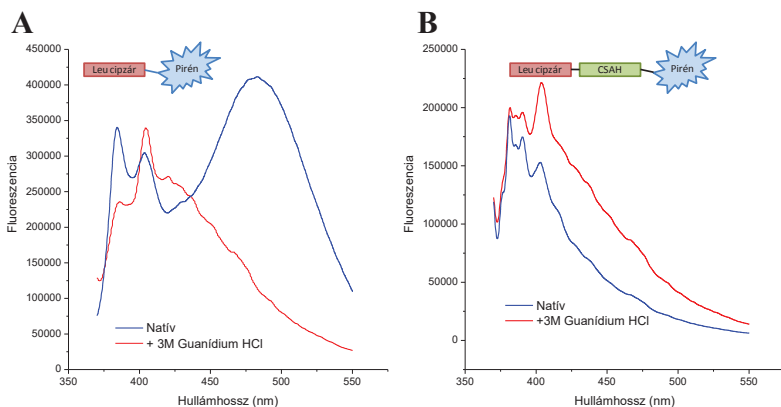 A
Leu cipzár
Pirén
450000
400000
350000
300000
250000
200000
150000
100000
50000
0
Fluoreszencia
Natív
+ 3M Guanídium HCl
350
400
450
500
550
Hullámhossz (nm)
B
Leu cipzár
CSAH
Pirén
250000
200000
150000
100000
50000
0
Fluoreszencia
Natív
+3M Guanídium HCl
350
400
450
500
550
Hullámhossz (nm)